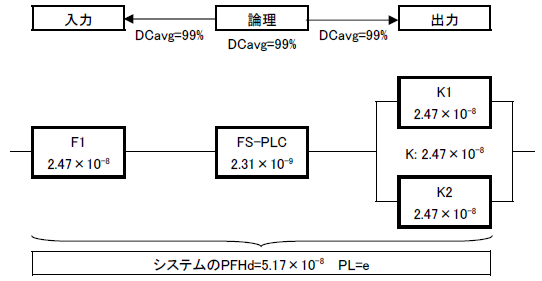 入力
論理
出力
DCavg=99%
DCavg=99%
DCavg=99%
F1
2.47×10⁻⁸
FS-PLC
2.31×10⁻⁹
K1
2.47×10⁻⁸
K: 2.47×10⁻⁸
K2
2.47×10⁻⁸
システムのPFHd=5.17×10⁻⁸ PL=e